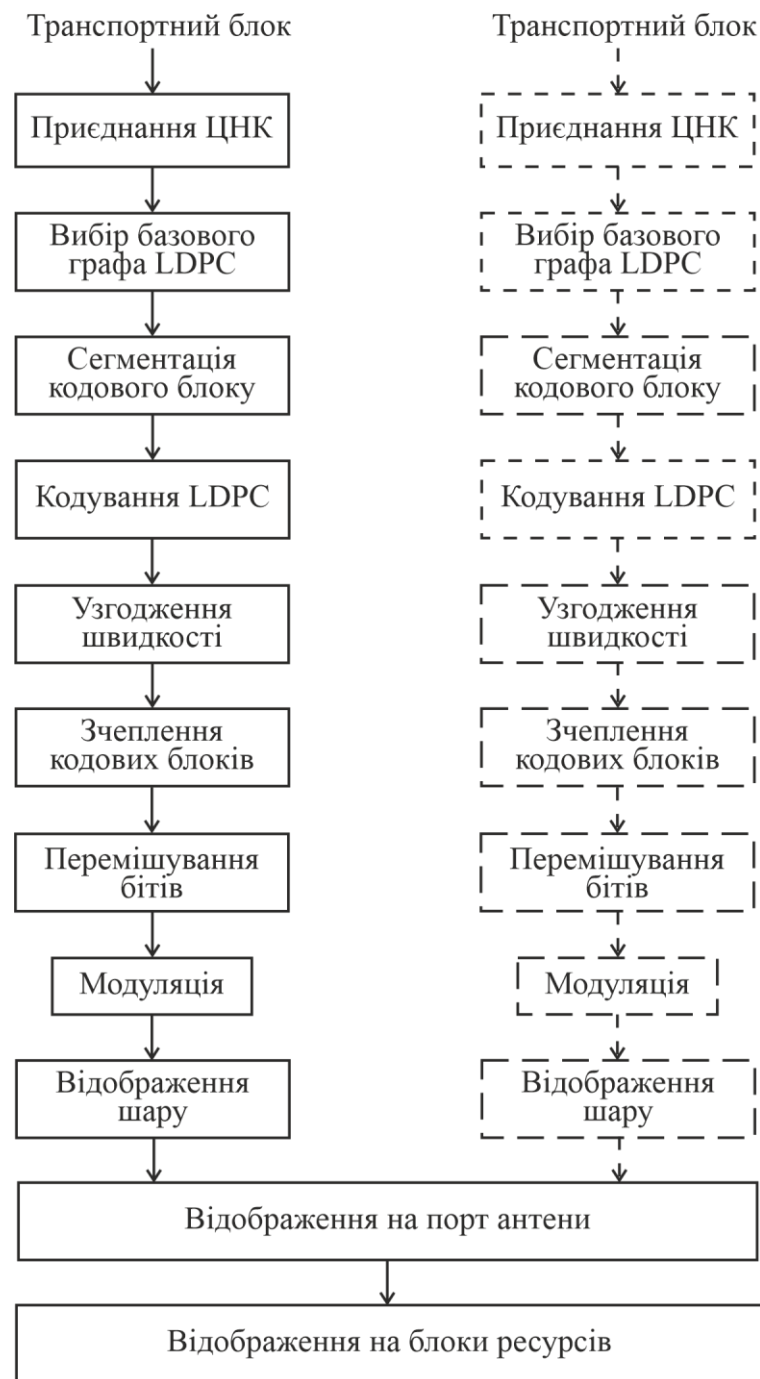 Транспортний блок
Приєднання ЦНК
Вибір базового
графа LDPC
Сегментація
кодового блоку
Кодування LDPC
Узгодження
швидкості
Зчеплення
кодових блоків
Перемішування
бітів
Модуляція
Відображення
шару
Транспортний блок
Приєднання ЦНК
Вибір базового
графа LDPC
Сегментація
кодового блоку
Кодування LDPC
Узгодження
швидкості
Зчеплення
кодових блоків
Перемішування
бітів
Модуляція
Відображення
шару
Відображення на порт антени
Відображення на блоки ресурсів